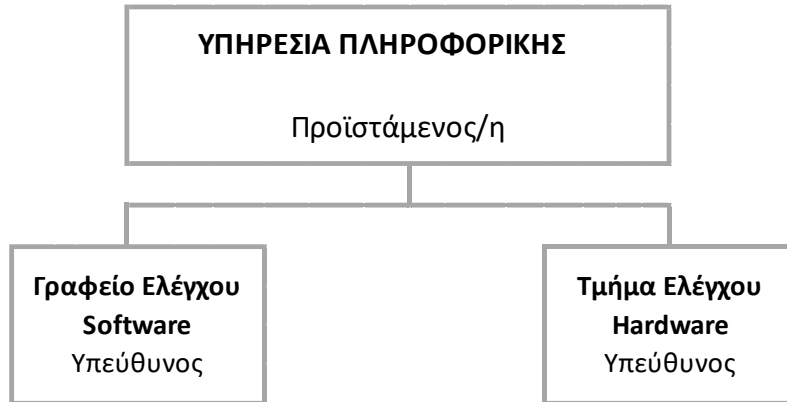 ΥΠΗΡΕΣΙΑ ΠΛΗΡΟΦΟΡΙΚΗΣ
Προϊστάμενος/η
Γραφείο Ελέγχου
Software
Υπεύθυνος
Τμήμα Ελέγχου
Hardware
Υπεύθυνος